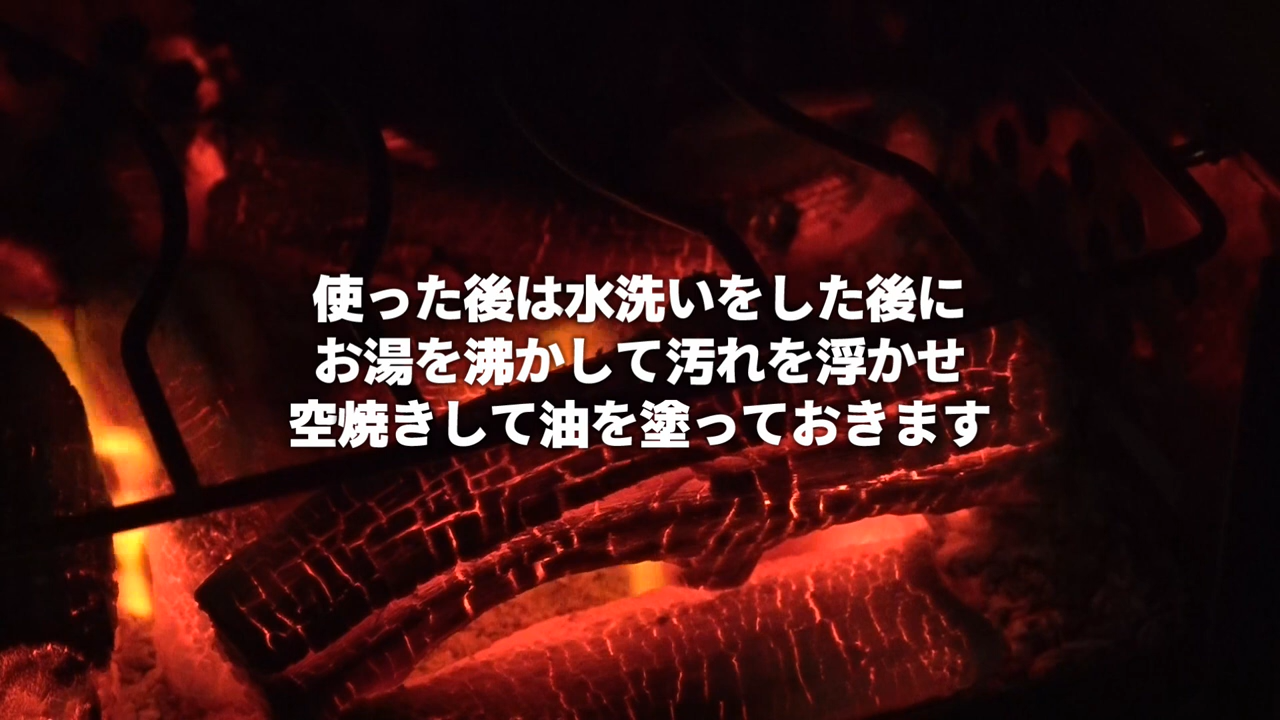 使った後は水洗いをした後に
お湯を沸かして汚れを浮かせ
空焼きして油を塗っておきます